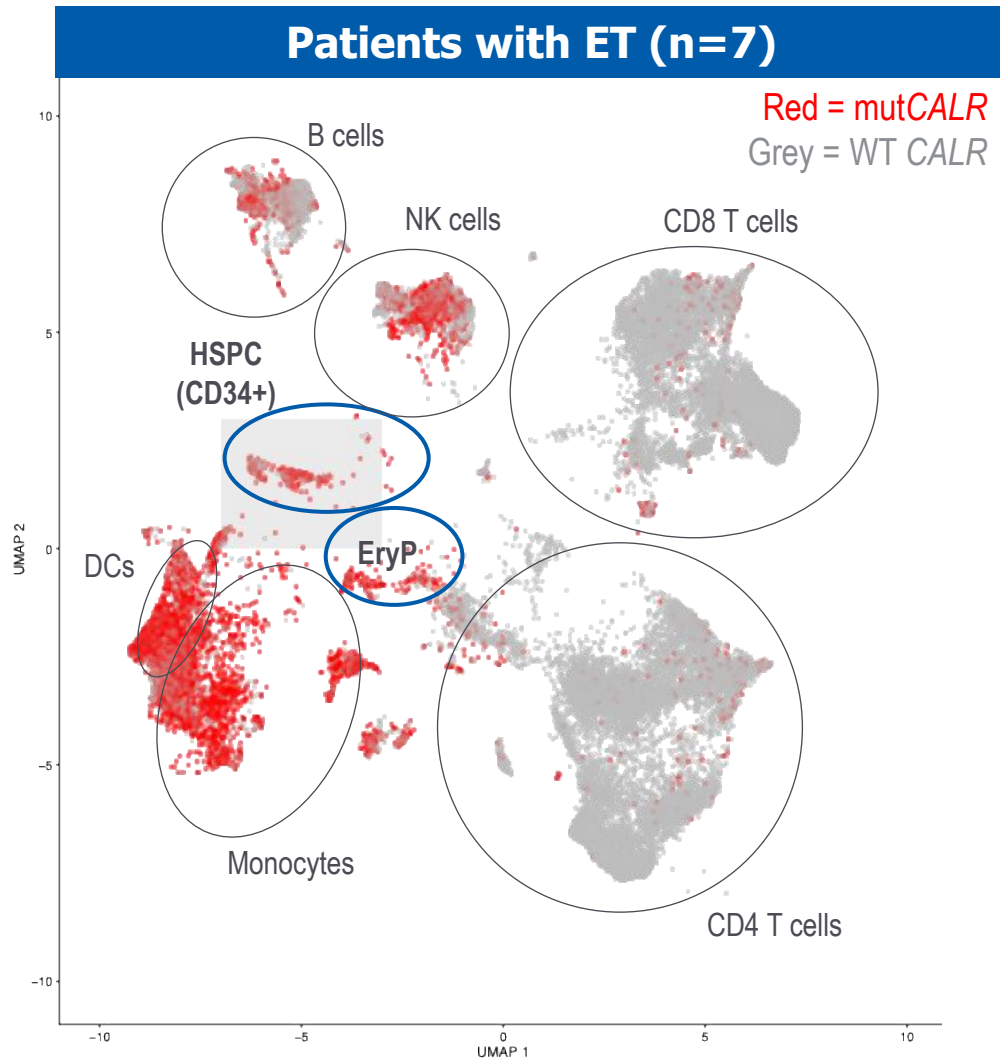 Patients with ET (n=7)
Red = mutCALR
Grey = WT CALR
B cells
NK cells
CD8 T cells
HSPC
(CD34+)
EryP
DCs
Monocytes
CD4 T cells
10
5
0
−5
−10
UMAP 2
−10
−5
0
5
10
UMAP 1